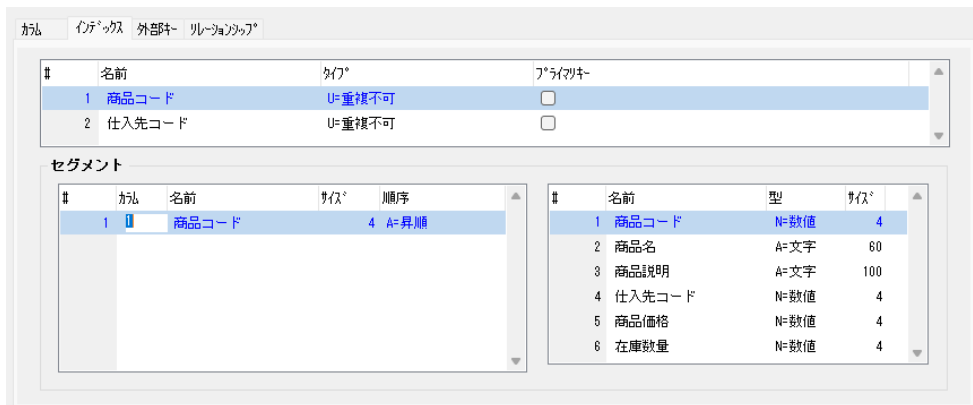 ｶﾗﾑ ｲﾝﾃﾞｯｸｽ 外部ｷｰ ﾘﾚｰｼｮﾝｼｯﾌﾟ
# 名前 ﾀｲﾌﾟ ﾌﾟﾗｲﾏﾘｷｰ
1 商品コード U=重複不可
2 仕入先コード U=重複不可
セグメント
# ｶﾗﾑ 名前 ｻｲｽﾞ 順序
1 1 商品コード 4 A=昇順
# 名前 型 ｻｲｽﾞ
1 商品コード N=数値 4
2 商品名 A=文字 60
3 商品説明 A=文字 100
4 仕入先コード N=数値 4
5 商品価格 N=数値 4
6 在庫数量 N=数値 4